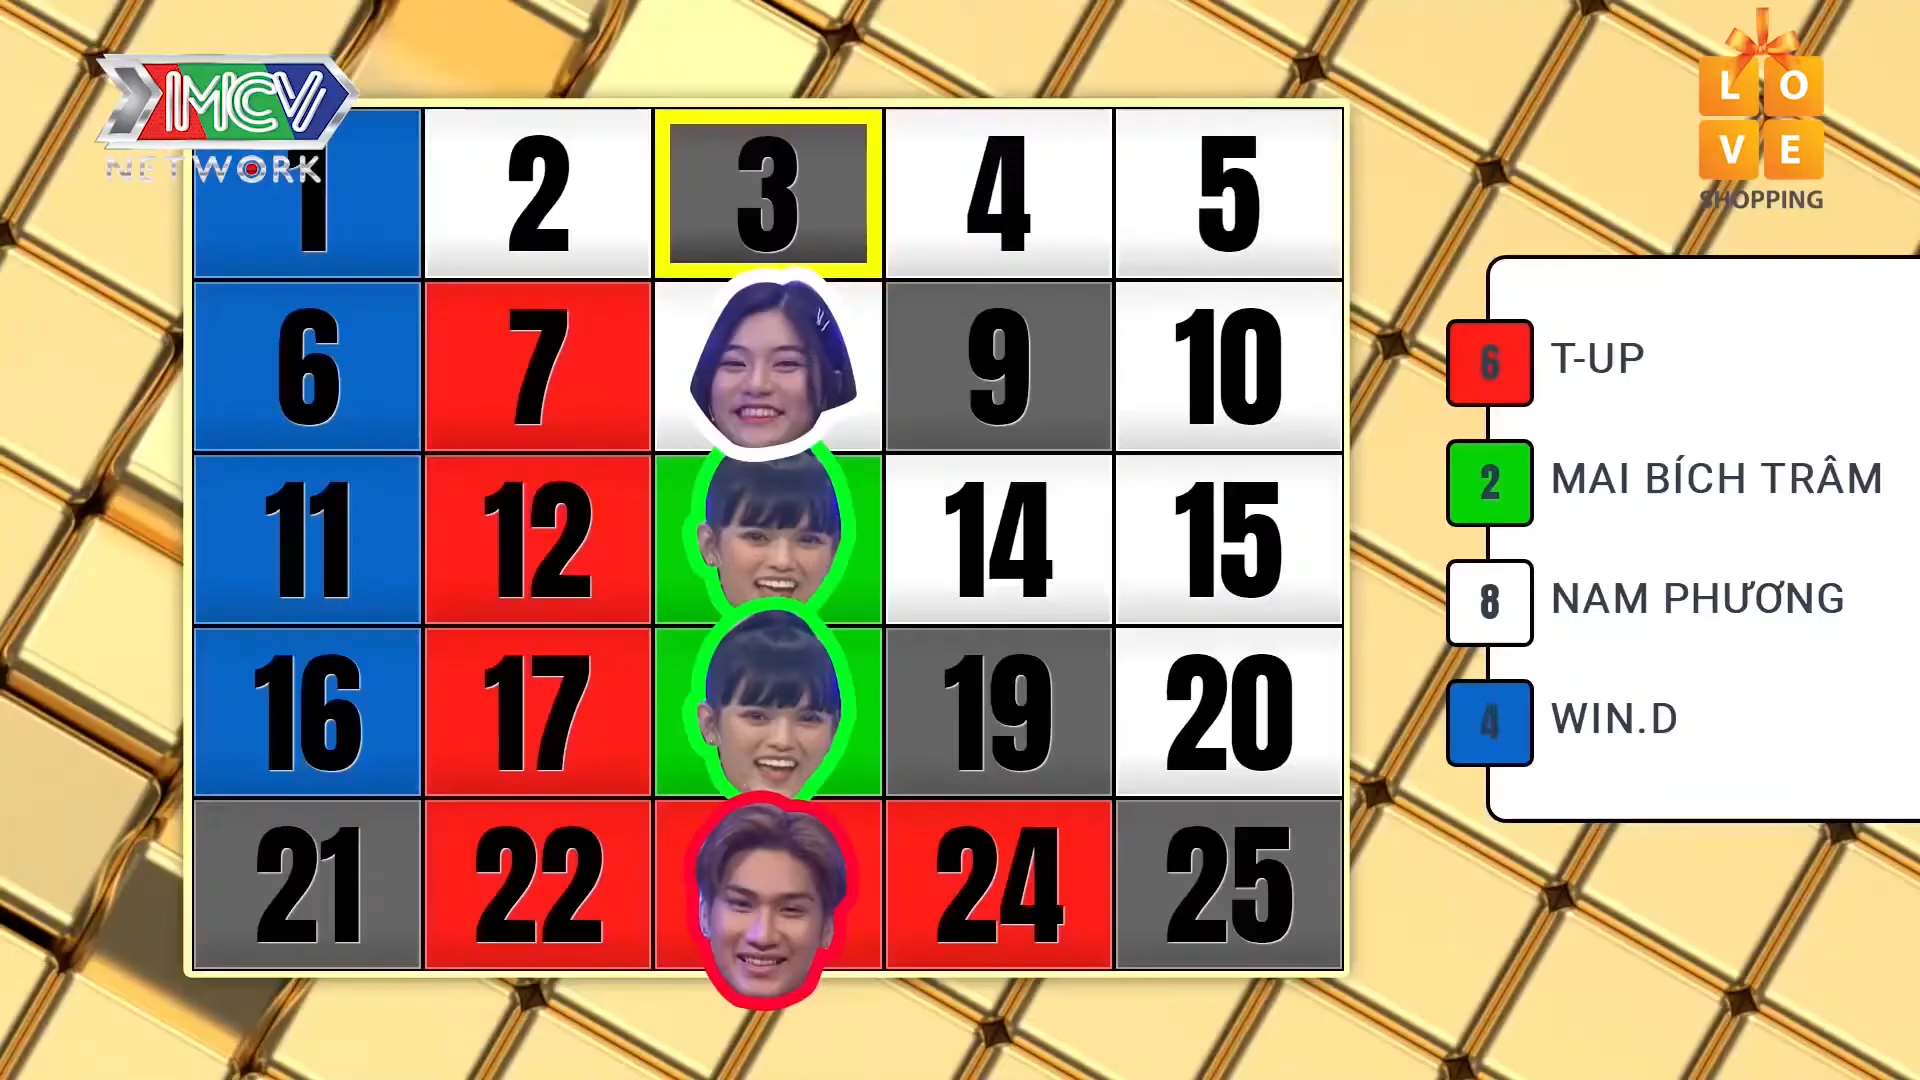 MCV
NETWORK
LOVE
SHOPPING
1 2 3 4 5
6 7 9 10
11 12 14 15
16 17 19 20
21 22 24 25
6 T-UP
2 MAI BÍCH TRÂM
8 NAM PHƯƠNG
4 WIN.D